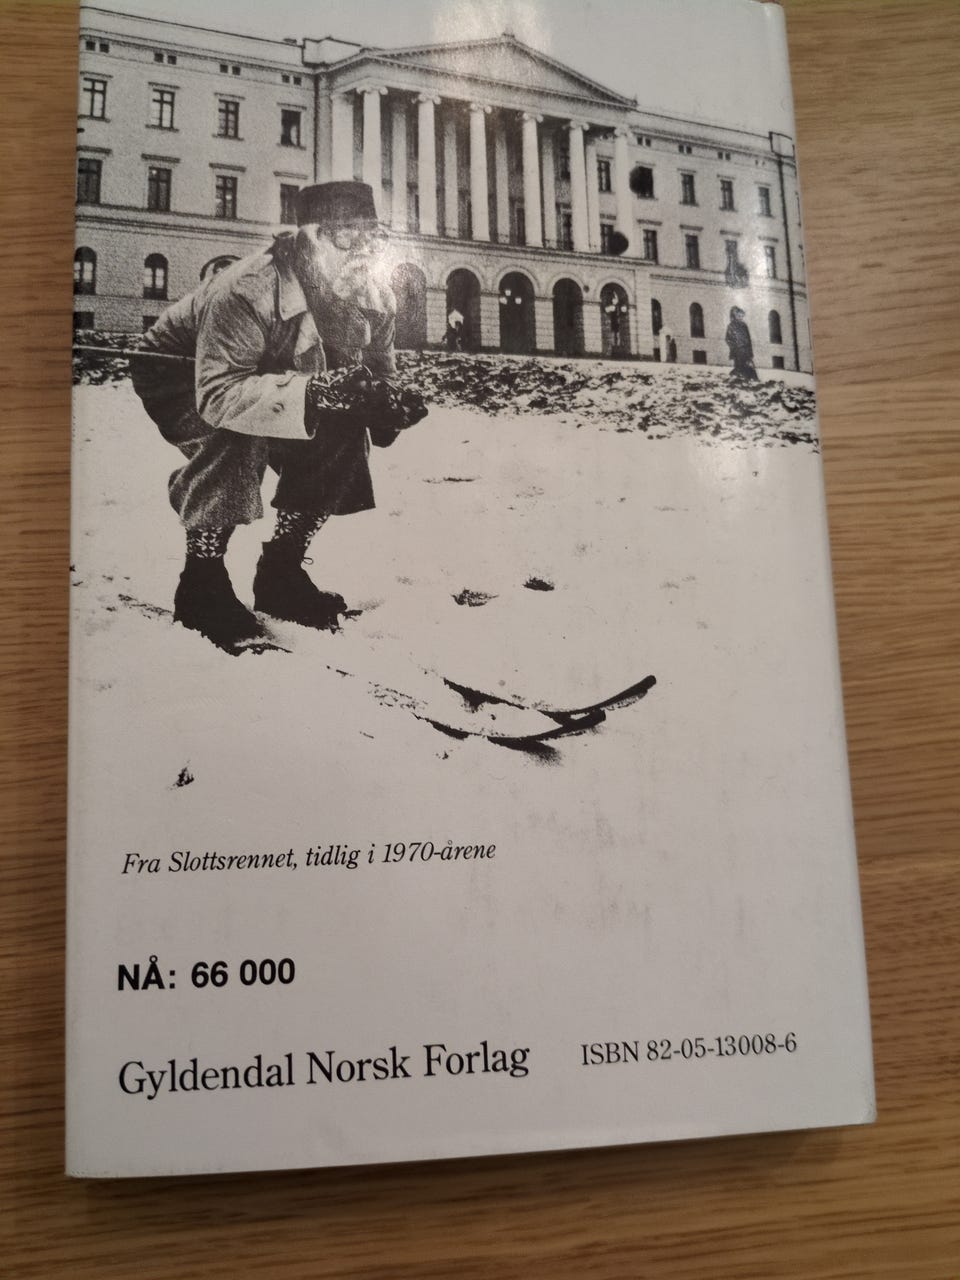 Fra Slottsrennet, tidlig i 1970-årene
NÅ: 66 000
Gyldendal Norsk Forlag
ISBN 82-05-13008-6